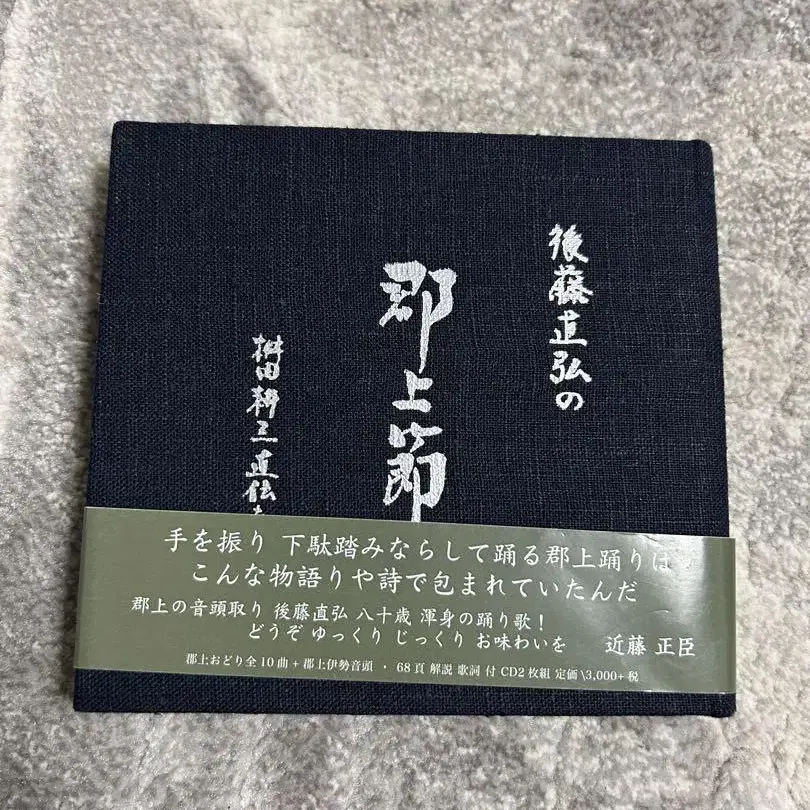 後藤直弘の
郡上節
桝田耕三直伝
手を振り 下駄踏みならして踊る郡上踊りは
こんな物語りや詩で包まれていたんだ
郡上の音頭取り 後藤直弘 八十歳 渾身の踊り歌！
どうぞ ゆっくり じっくり お味わいを 近藤 正臣
郡上おどり全10曲+郡上伊勢音頭 ・ 68頁 解説 歌詞 付 CD2枚組 定価\3,000+税